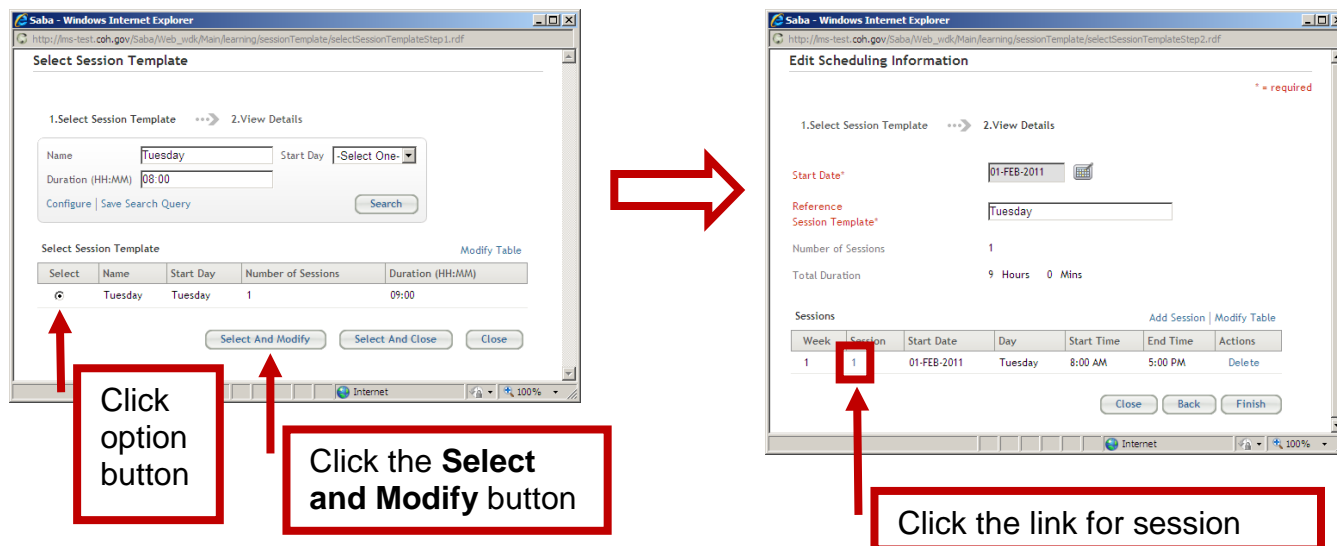 Saba - Windows Internet Explorer
http://lms-test.coh.gov/Saba/Web_wdk/Main/learning/sessionTemplate/selectSessionTemplateStep1.rdf
Select Session Template
1.Select Session Template 2.View Details
Name Tuesday Start Day -Select One-
Duration (HH:MM) 08:00
Configure | Save Search Query Search
Select Session Template Modify Table
Select Name Start Day Number of Sessions Duration (HH:MM)
Tuesday Tuesday 1 09:00
Select And Modify Select And Close Close
Internet 100%
Click
option
button
Click the Select
and Modify button
Saba - Windows Internet Explorer
http://lms-test.coh.gov/Saba/Web_wdk/Main/learning/sessionTemplate/selectSessionTemplateStep2.rdf
Edit Scheduling Information
* = required
1.Select Session Template 2.View Details
Start Date* 01-FEB-2011
Reference
Session Template* Tuesday
Number of Sessions 1
Total Duration 9 Hours 0 Mins
Sessions Add Session | Modify Table
Week Session Start Date Day Start Time End Time Actions
1 1 01-FEB-2011 Tuesday 8:00 AM 5:00 PM Delete
Close Back Finish
Internet 100%
Click the link for session